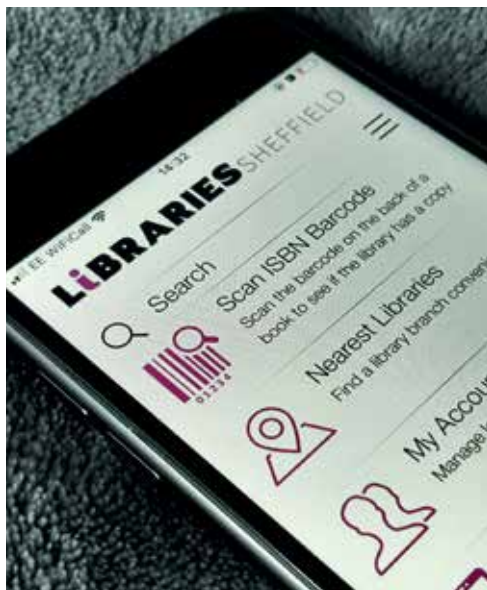 EE WiFiCall
14:32
LiBRARIES SHEFFIELD
Search
Scan ISBN Barcode
Scan the barcode on the back of a
book to see if the library has a copy
01234
Nearest Libraries
Find a library branch
My
Manage